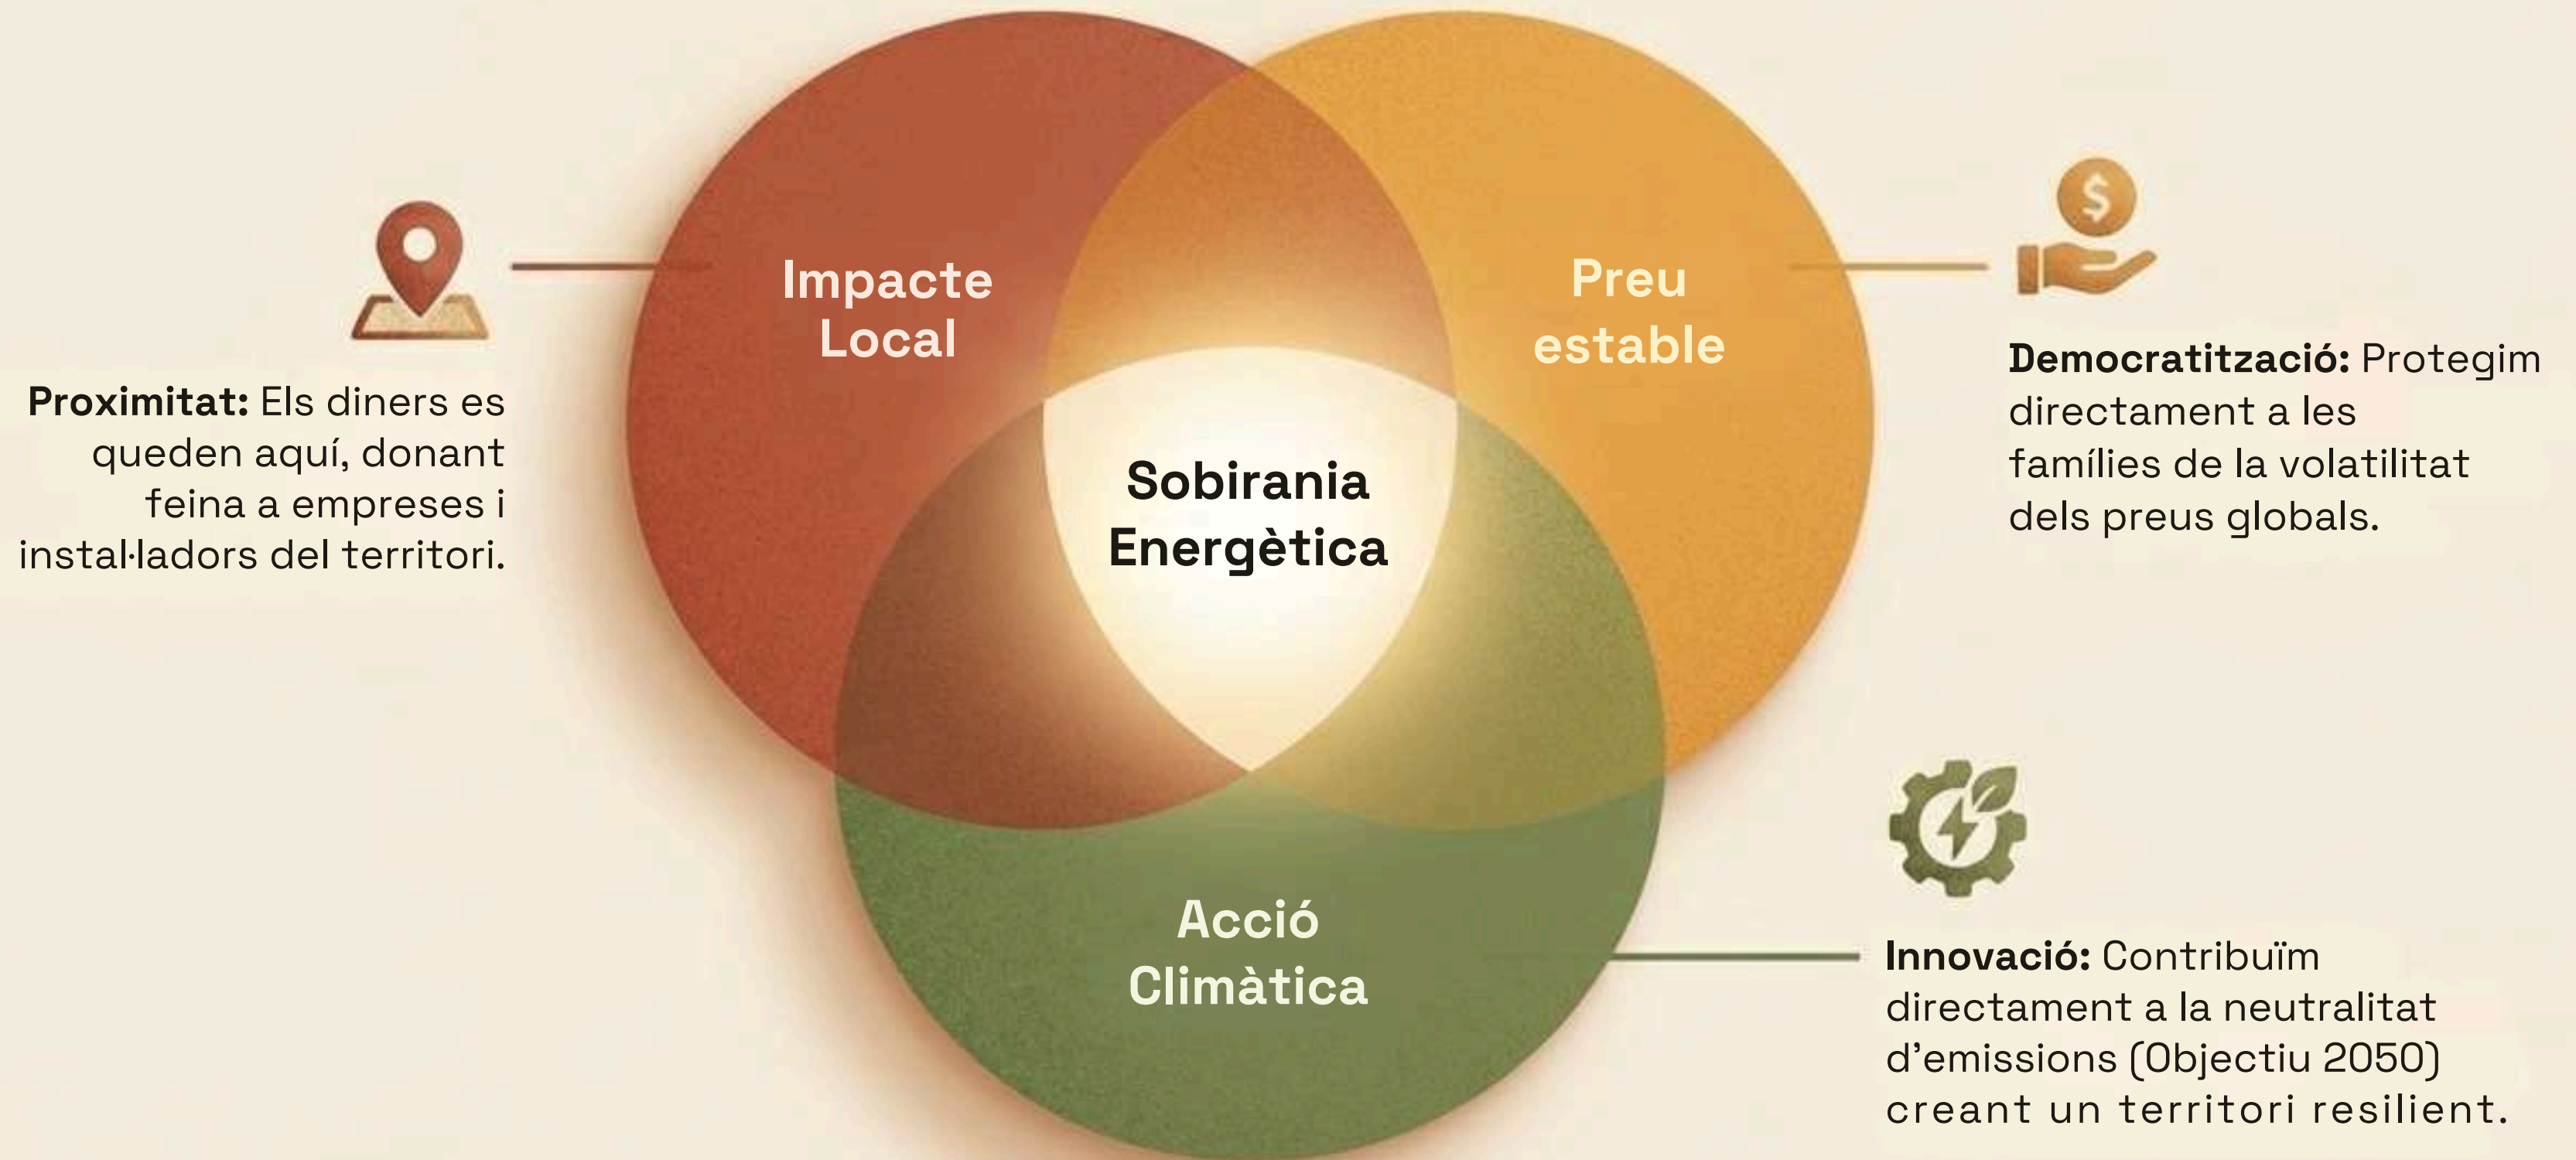 Impacte
Local
Preu
estable
Sobirania
Energètica
Acció
Climàtica
Proximitat: Els diners es
queden aquí, donant
feina a empreses i
instal·ladors del territori.
$
Democratització: Protegim
directament a les
famílies de la volatilitat
dels preus globals.
Innovació: Contribuïm
directament a la neutralitat
d’emissions (Objectiu 2050)
creant un territori resilient.